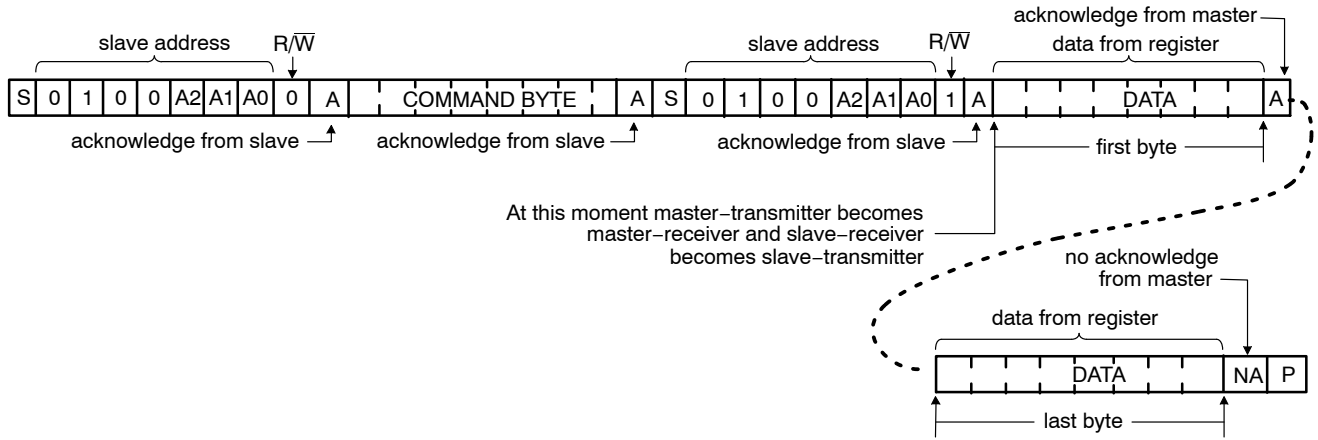 acknowledge from master
slave address
R/W̅
slave address
R/W̅
data from register
S 0 1 0 0 A2 A1 A0 0 A COMMAND BYTE A S 0 1 0 0 A2 A1 A0 1 A DATA A
acknowledge from slave
acknowledge from slave
acknowledge from slave
first byte
At this moment master−transmitter becomes
master−receiver and slave−receiver
becomes slave−transmitter
no acknowledge
from master
data from register
DATA NA P
last byte